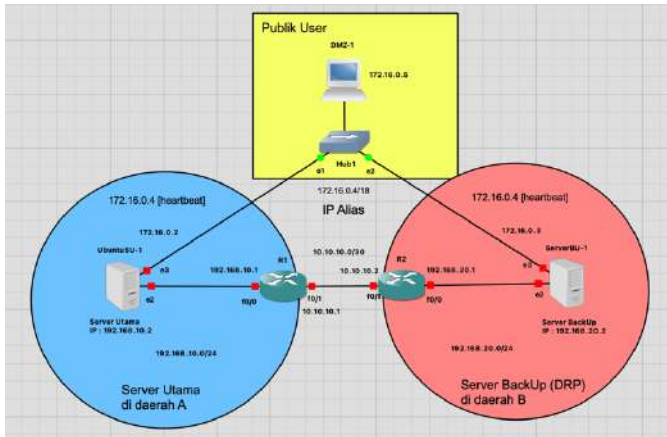 Publik User
DMZ-1
172.16.0.5
Hub1
e1
e2
172.16.0.4/18
IP Alias
172.16.0.4 [heartbeat]
172.16.0.2
UbuntuSU-1
e3
e2
Server Utama
IP : 192.168.10.2
192.168.10.1
f0/0
R1
f0/1
10.10.10.1
10.10.10.0/30
10.10.10.2
192.168.10.0/24
Server Utama
di daerah A
172.16.0.4 [heartbeat]
172.16.0.3
ServerBU-1
R2
f0/1
192.168.20.1
f0/0
Server BackUp
IP : 192.168.20.2
192.168.20.0/24
Server BackUp (DRP)
di daerah B